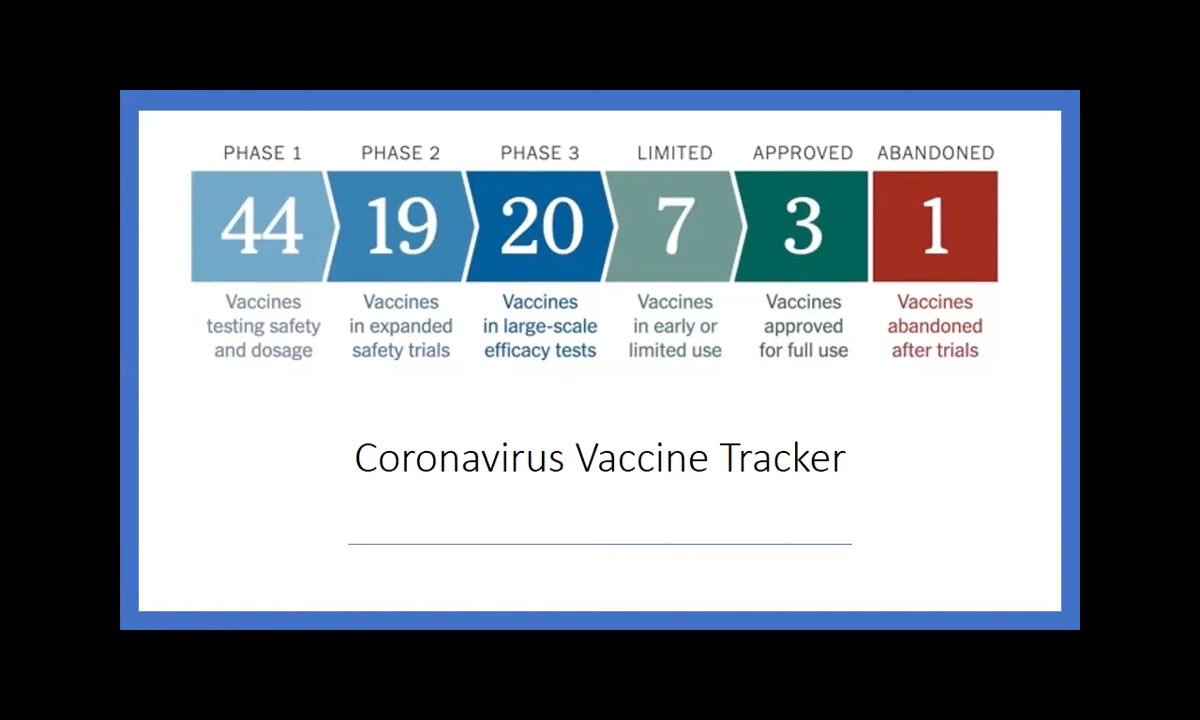 PHASE 1 PHASE 2 PHASE 3 LIMITED APPROVED ABANDONED
44 19 20 7 3 1
Vaccines testing safety and dosage
Vaccines in expanded safety trials
Vaccines in large-scale efficacy tests
Vaccines in early or limited use
Vaccines approved for full use
Vaccines abandoned after trials
Coronavirus Vaccine Tracker